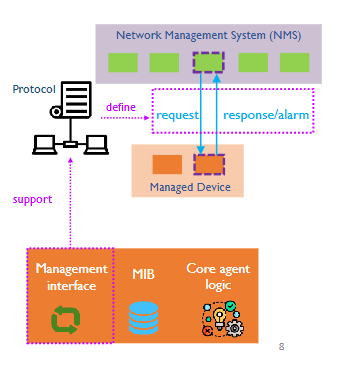 Network Management System (NMS)
Protocol
define
request
response/alarm
Managed Device
support
Management
interface
MIB
Core agent
logic
8